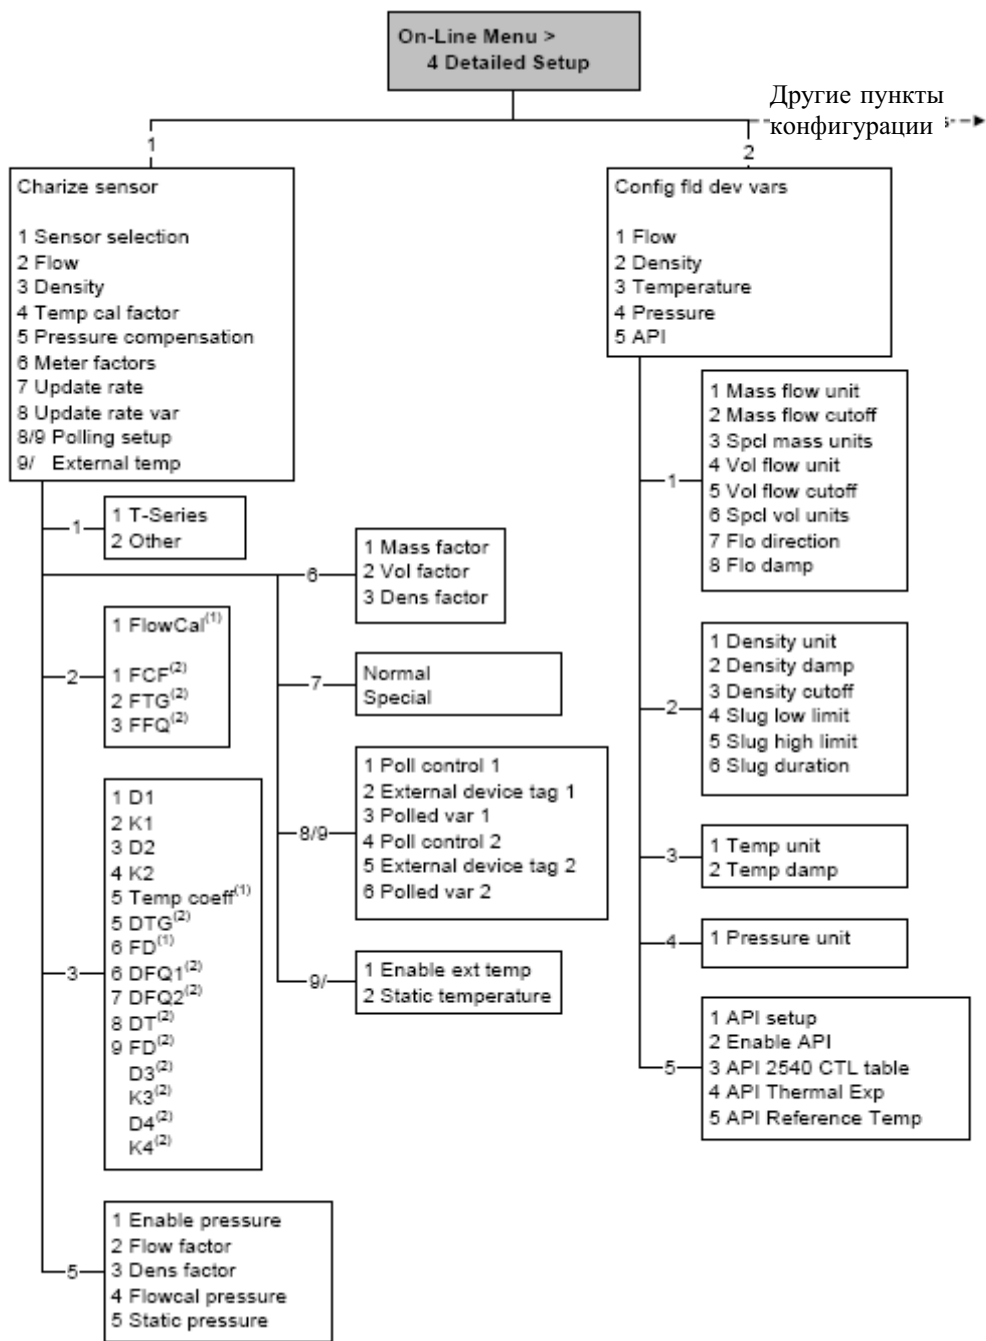 On-Line Menu >
4 Detailed Setup
Другие пункты
конфигурации
1
2
Charize sensor
1 Sensor selection
2 Flow
3 Density
4 Temp cal factor
5 Pressure compensation
6 Meter factors
7 Update rate
8 Update rate var
8/9 Polling setup
9/ External temp
1
1 T-Series
2 Other
2
1 FlowCal(1)
1 FCF(2)
2 FTG(2)
3 FFQ(2)
3
1 D1
2 K1
3 D2
4 K2
5 Temp coeff(1)
5 DTG(2)
6 FD(1)
6 DFQ1(2)
7 DFQ2(2)
8 DT(2)
9 FD(2)
D3(2)
K3(2)
D4(2)
K4(2)
5
1 Enable pressure
2 Flow factor
3 Dens factor
4 Flowcal pressure
5 Static pressure
6
1 Mass factor
2 Vol factor
3 Dens factor
7
Normal
Special
8/9
1 Poll control 1
2 External device tag 1
3 Polled var 1
4 Poll control 2
5 External device tag 2
6 Polled var 2
9/
1 Enable ext temp
2 Static temperature
Config fld dev vars
1 Flow
2 Density
3 Temperature
4 Pressure
5 API
1
1 Mass flow unit
2 Mass flow cutoff
3 Spcl mass units
4 Vol flow unit
5 Vol flow cutoff
6 Spcl vol units
7 Flo direction
8 Flo damp
2
1 Density unit
2 Density damp
3 Density cutoff
4 Slug low limit
5 Slug high limit
6 Slug duration
3
1 Temp unit
2 Temp damp
4
1 Pressure unit
5
1 API setup
2 Enable API
3 API 2540 CTL table
4 API Thermal Exp
5 API Reference Temp